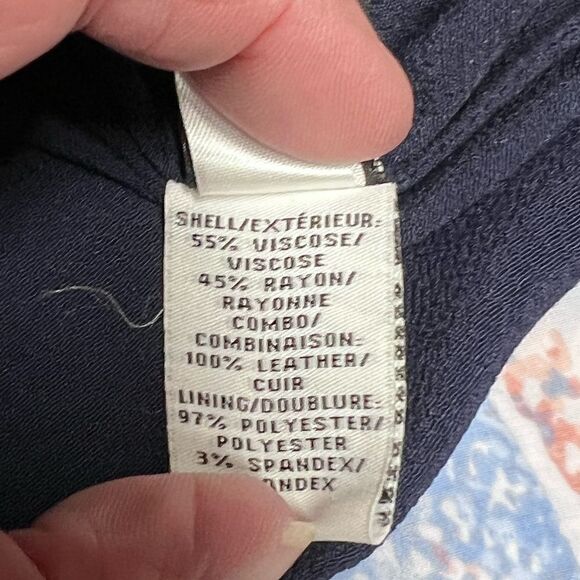 SHELL/EXTÉRIEUR:
55% VISCOSE/
VISCOSE
45% RAYON/
RAYONNE
COMBO/
COMBINAISON:
100% LEATHER/
CUIR
LINING/DOUBLURE:
97% POLYESTER/
POLYESTER
3% SPANDEX/
NDEX